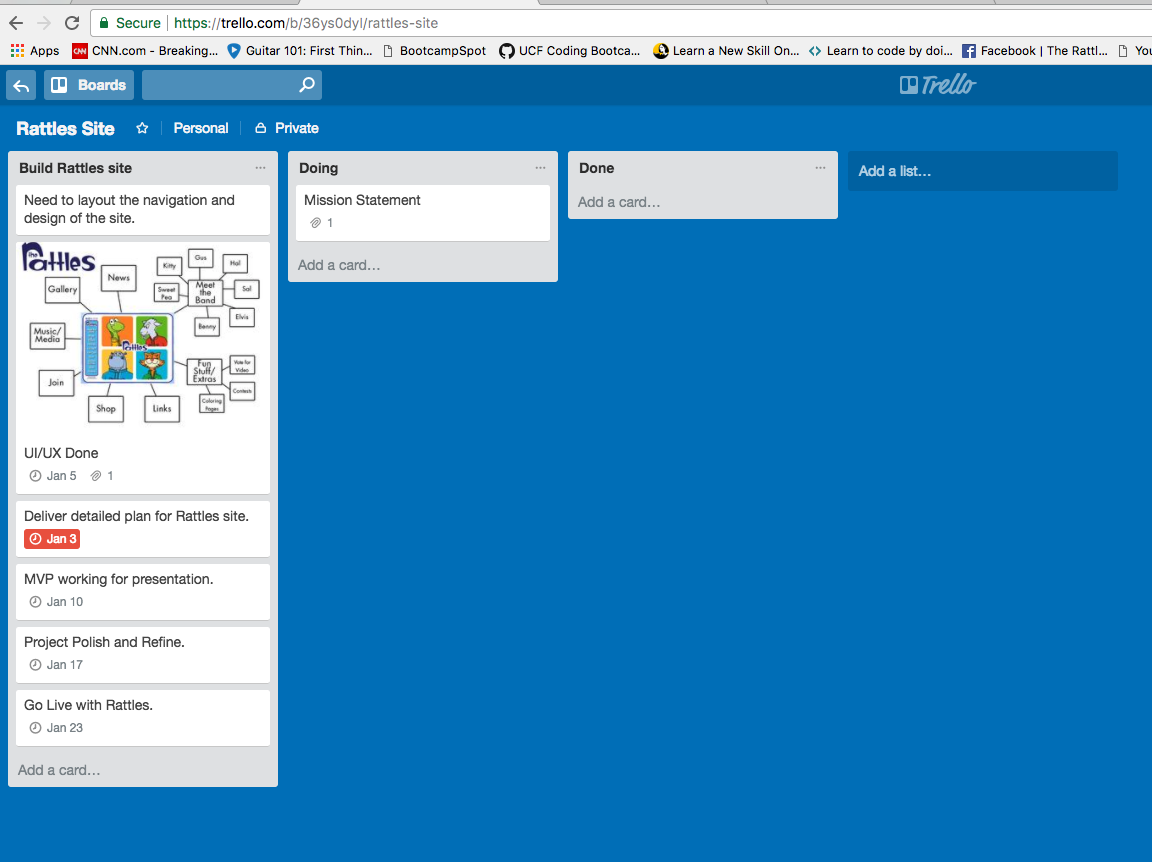 Secure https://trello.com/b/36ys0dyl/rattles-site
Apps CNN CNN.com - Breaking... Guitar 101: First Thin... BootcampSpot UCF Coding Bootca... Learn a New Skill On... Learn to code by doi... Facebook | The Rattl... You
Boards Trello
Rattles Site Personal Private
Build Rattles site
Need to layout the navigation and
design of the site.
the Rattles
News
Gallery
Music/
Media
Join
Shop
Links
Kitty
Gus
Hal
Sweet
Pea
Meet
the
Band
Sal
Elvis
Benny
Rattles
Fun
Stuff/
Extras
Vote for
Video
Contests
Coloring
Pages
UI/UX Done
Jan 5 1
Deliver detailed plan for Rattles site.
Jan 3
MVP working for presentation.
Jan 10
Project Polish and Refine.
Jan 17
Go Live with Rattles.
Jan 23
Add a card...
Doing
Mission Statement
1
Add a card...
Done
Add a card...
Add a list...